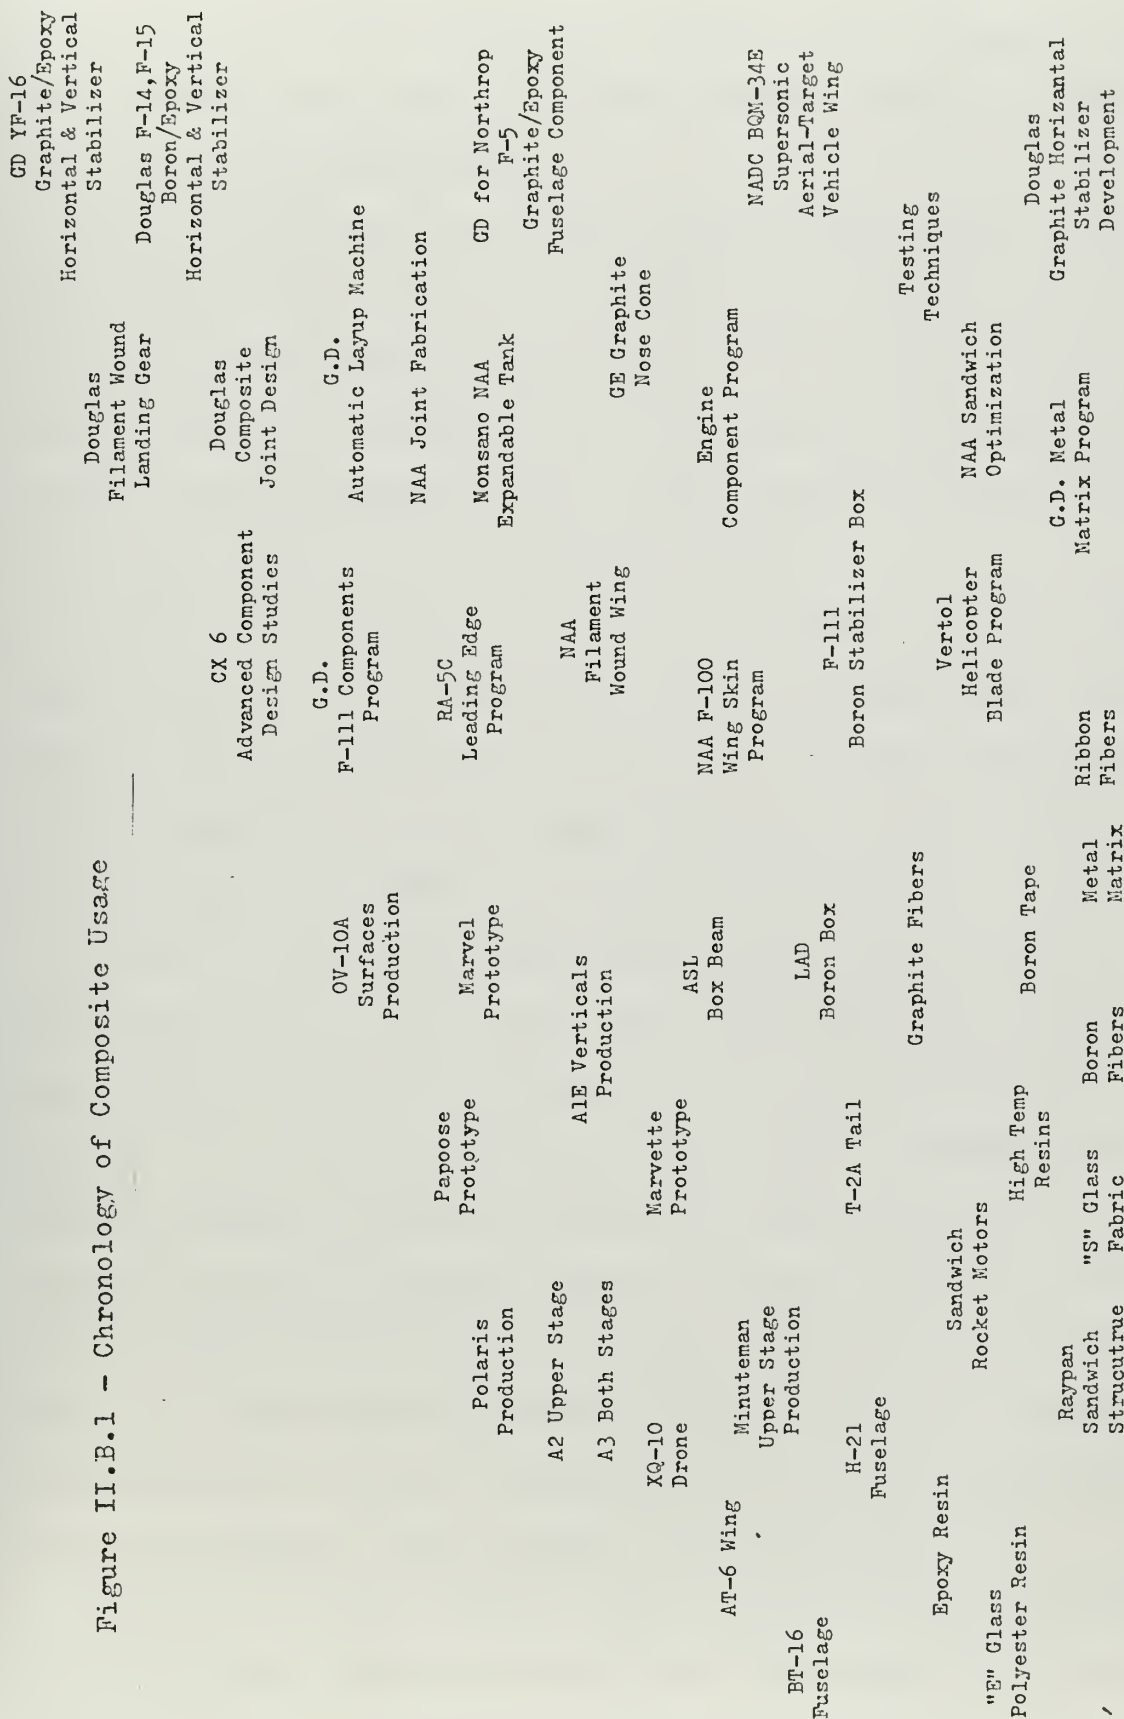 Figure II.B.1 - Chronology of Composite Usage
GD YF-16
Graphite/Epoxy
Horizontal & Vertical
Stabilizer
Douglas F-14,F-15
Boron/Epoxy
Horizontal & Vertical
Stabilizer
Douglas
Filament Wound
Landing Gear
CX 6
Advanced Component
Design Studies
Douglas
Composite
Joint Design
OV-10A
Surfaces
Production
G.D.
F-111 Components
Program
G.D.
Automatic Layup Machine
NAA Joint Fabrication
Papoose
Prototype
Marvel
Prototype
RA-5C
Leading Edge
Program
Monsano NAA
Expandable Tank
GD for Northrop
F-5
Graphite/Epoxy
Fuselage Component
Polaris
Production
A2 Upper Stage
A3 Both Stages
A1E Verticals
Production
NAA
Filament
Wound Wing
GE Graphite
Nose Cone
XQ-10
Drone
Marvette
Prototype
ASL
Box Beam
NAA F-100
Wing Skin
Program
Engine
Component Program
NADC BQM-34E
Supersonic
Aerial-Target
Vehicle Wing
AT-6 Wing
Minuteman
Upper Stage
Production
BT-16
Fuselage
LAD
Boron Box
F-111
Boron Stabilizer Box
H-21
Fuselage
T-2A Tail
Graphite Fibers
Testing
Techniques
Epoxy Resin
Sandwich
Rocket Motors
Vertol
Helicopter
Blade Program
NAA Sandwich
Optimization
"E" Glass
Polyester Resin
High Temp
Resins
Boron Tape
Douglas
Graphite Horizantal
Stabilizer
Development
Raypan
Sandwich
Strucutrue
"S" Glass
Fabric
Boron
Fibers
Metal
Matrix
Ribbon
Fibers
G.D. Metal
Matrix Program